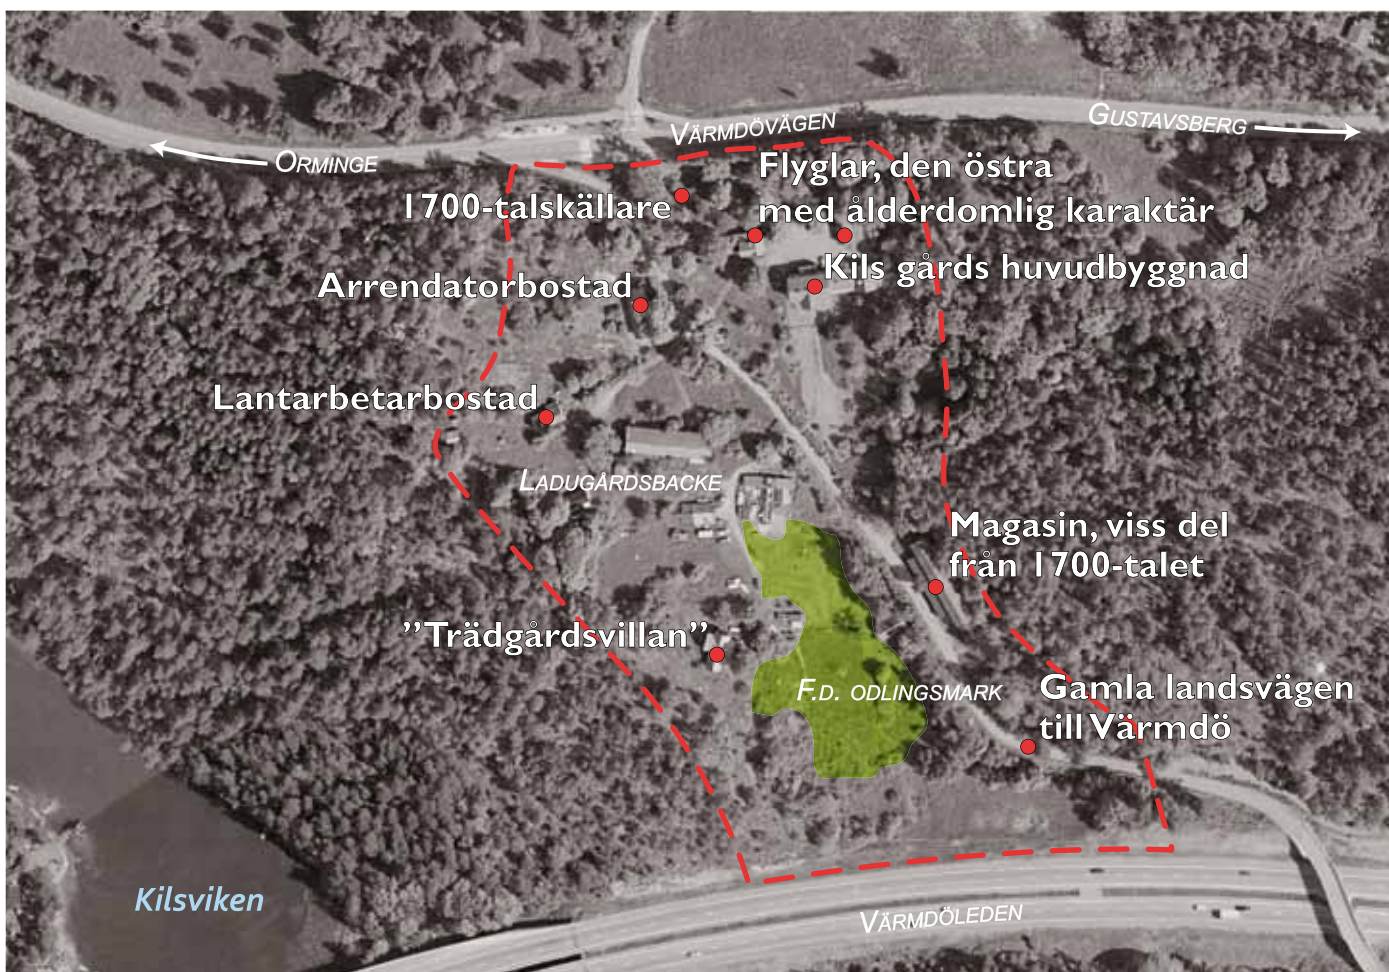 VÄRMDÖVÄGEN
GUSTAVSBERG
ORMINGE
Flyglar, den östra
med ålderdomlig karaktär
1700-talskällare
Kils gårds huvudbyggnad
Arrendatorbostad
Lantarbetarbostad
LADUGÅRDSBACKE
Magasin, viss del
från 1700-talet
”Trädgårdsvillan”
F.D. ODLINGSMARK
Gamla landsvägen
till Värmdö
Kilsviken
VÄRMDÖLEDEN